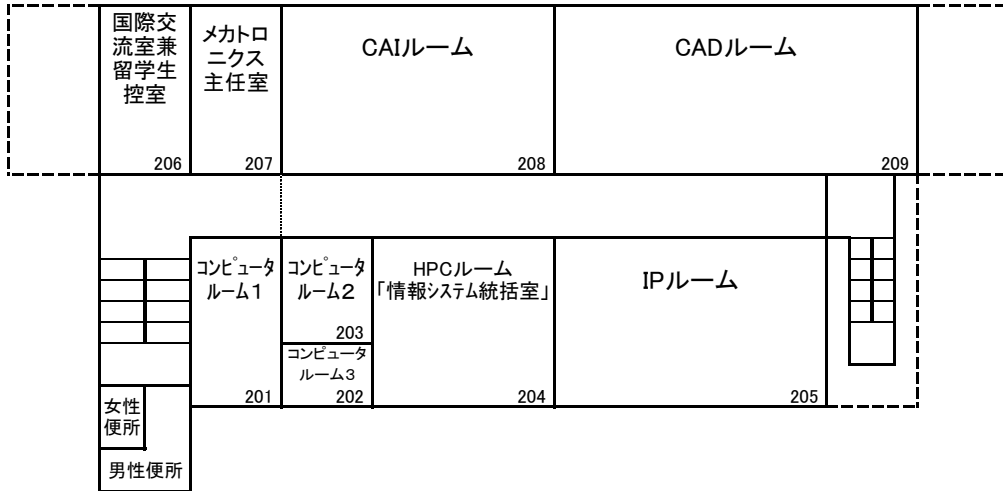 国際交
流室兼
留学生
控室
206
メカトロ
ニクス
主任室
207
CAIルーム
208
CADルーム
209
コンピュータ
ルーム1
201
コンピュータ
ルーム2
203
コンピュータ
ルーム3
202
HPCルーム
「情報システム統括室」
204
IPルーム
205
女性
便所
男性便所